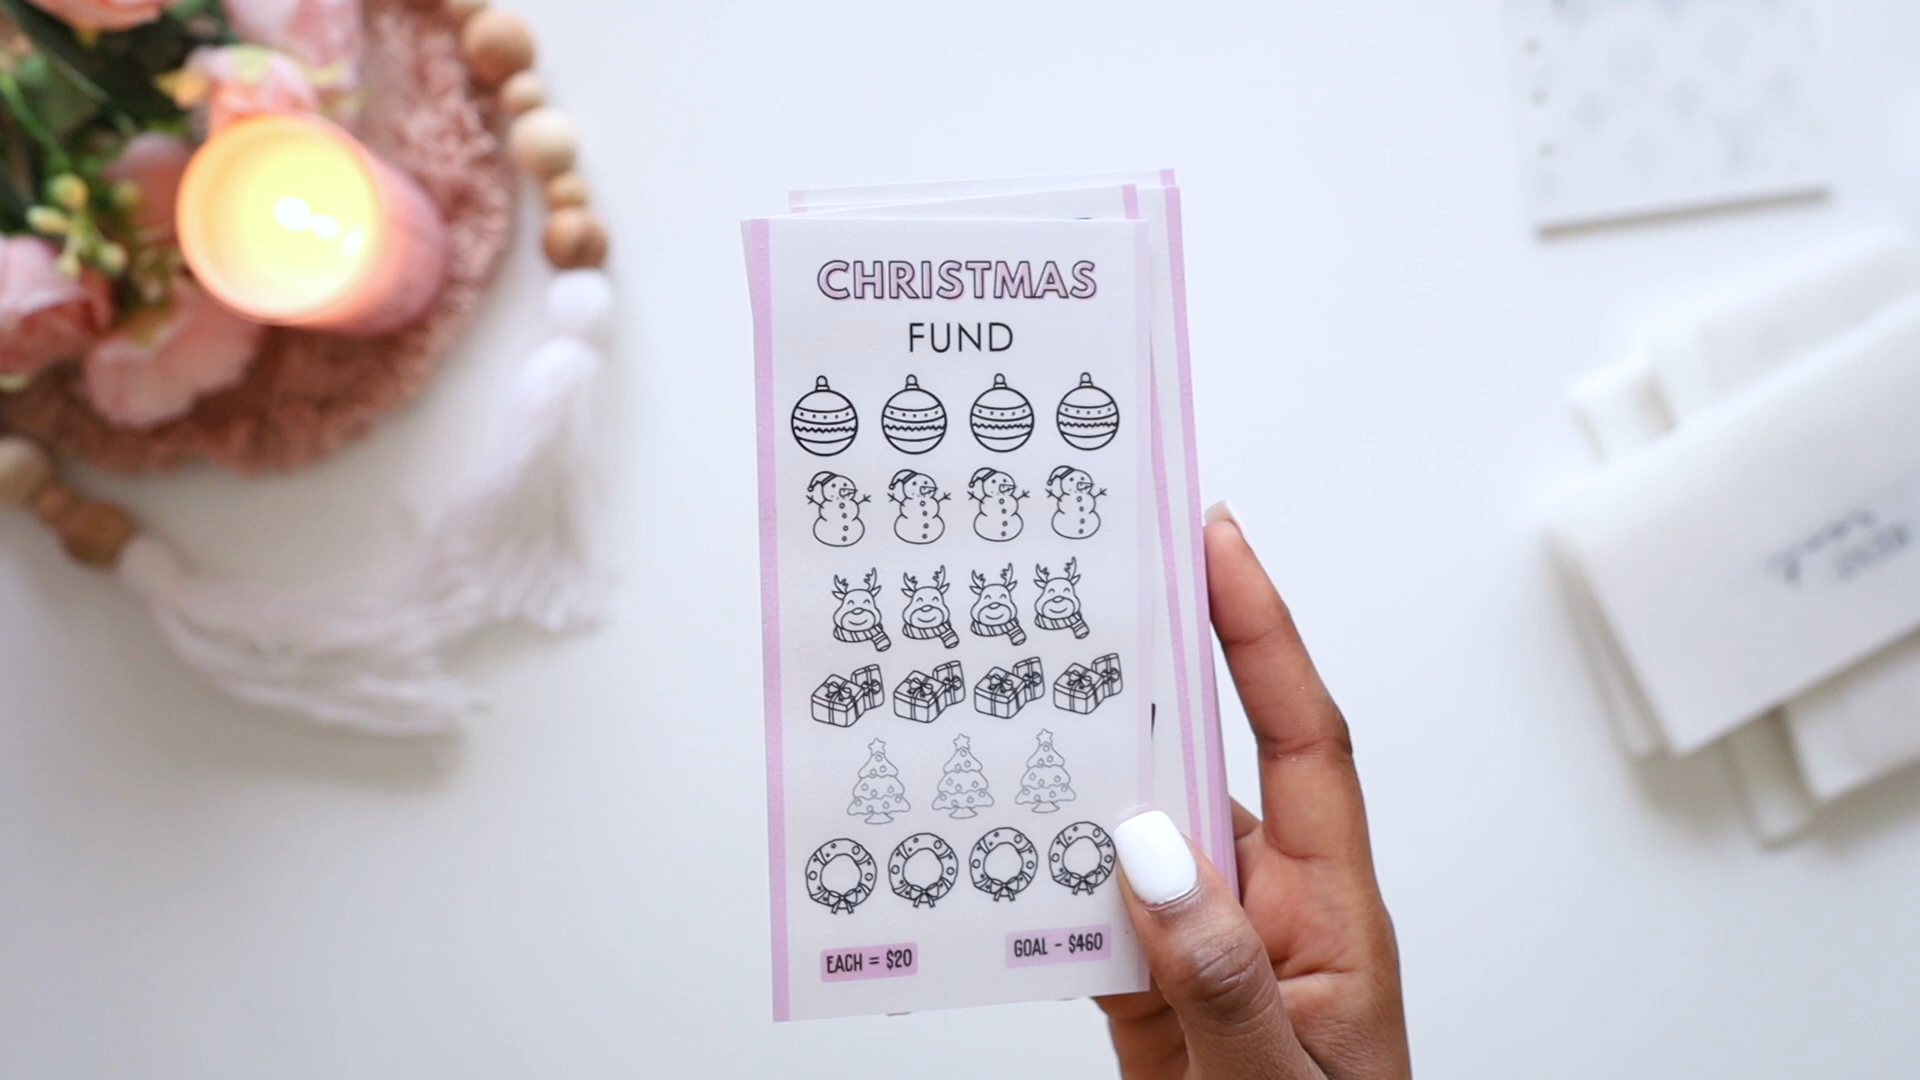 CHRISTMAS
FUND
EACH = $20
GOAL - $460